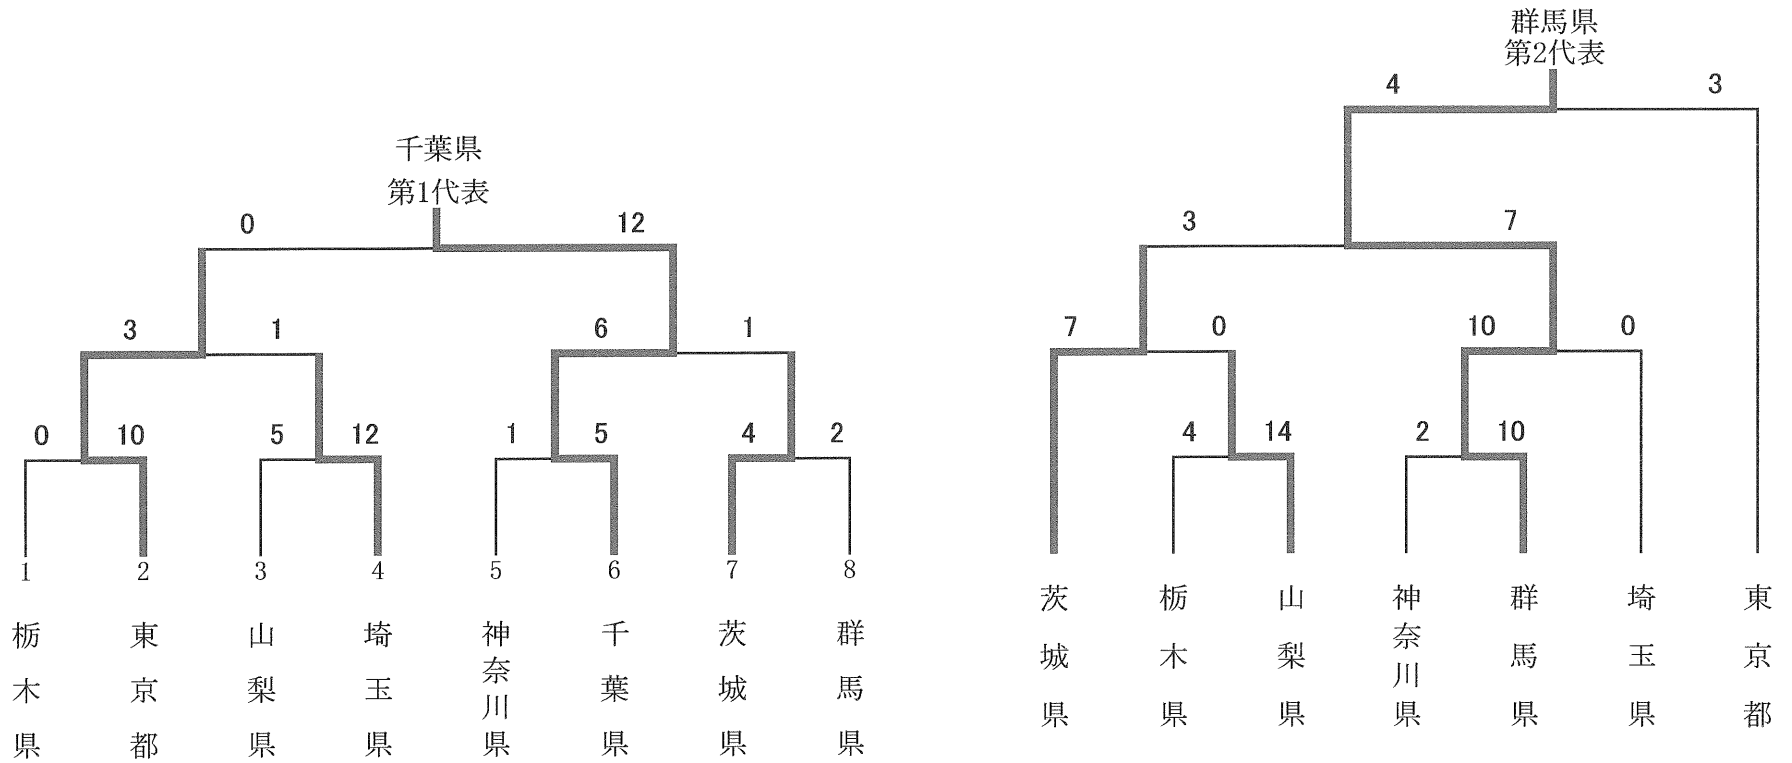 千葉県
第1代表
0 12
3 1 6 1
0 10 5 12 1 5 4 2
1 2 3 4 5 6 7 8
栃木県
東京都
山梨県
埼玉県
神奈川県
千葉県
茨城県
群馬県
群馬県
第2代表
4 3
3 7
7 0 10 0
4 14 2 10
茨城県
栃木県
山梨県
神奈川県
群馬県
埼玉県
東京都